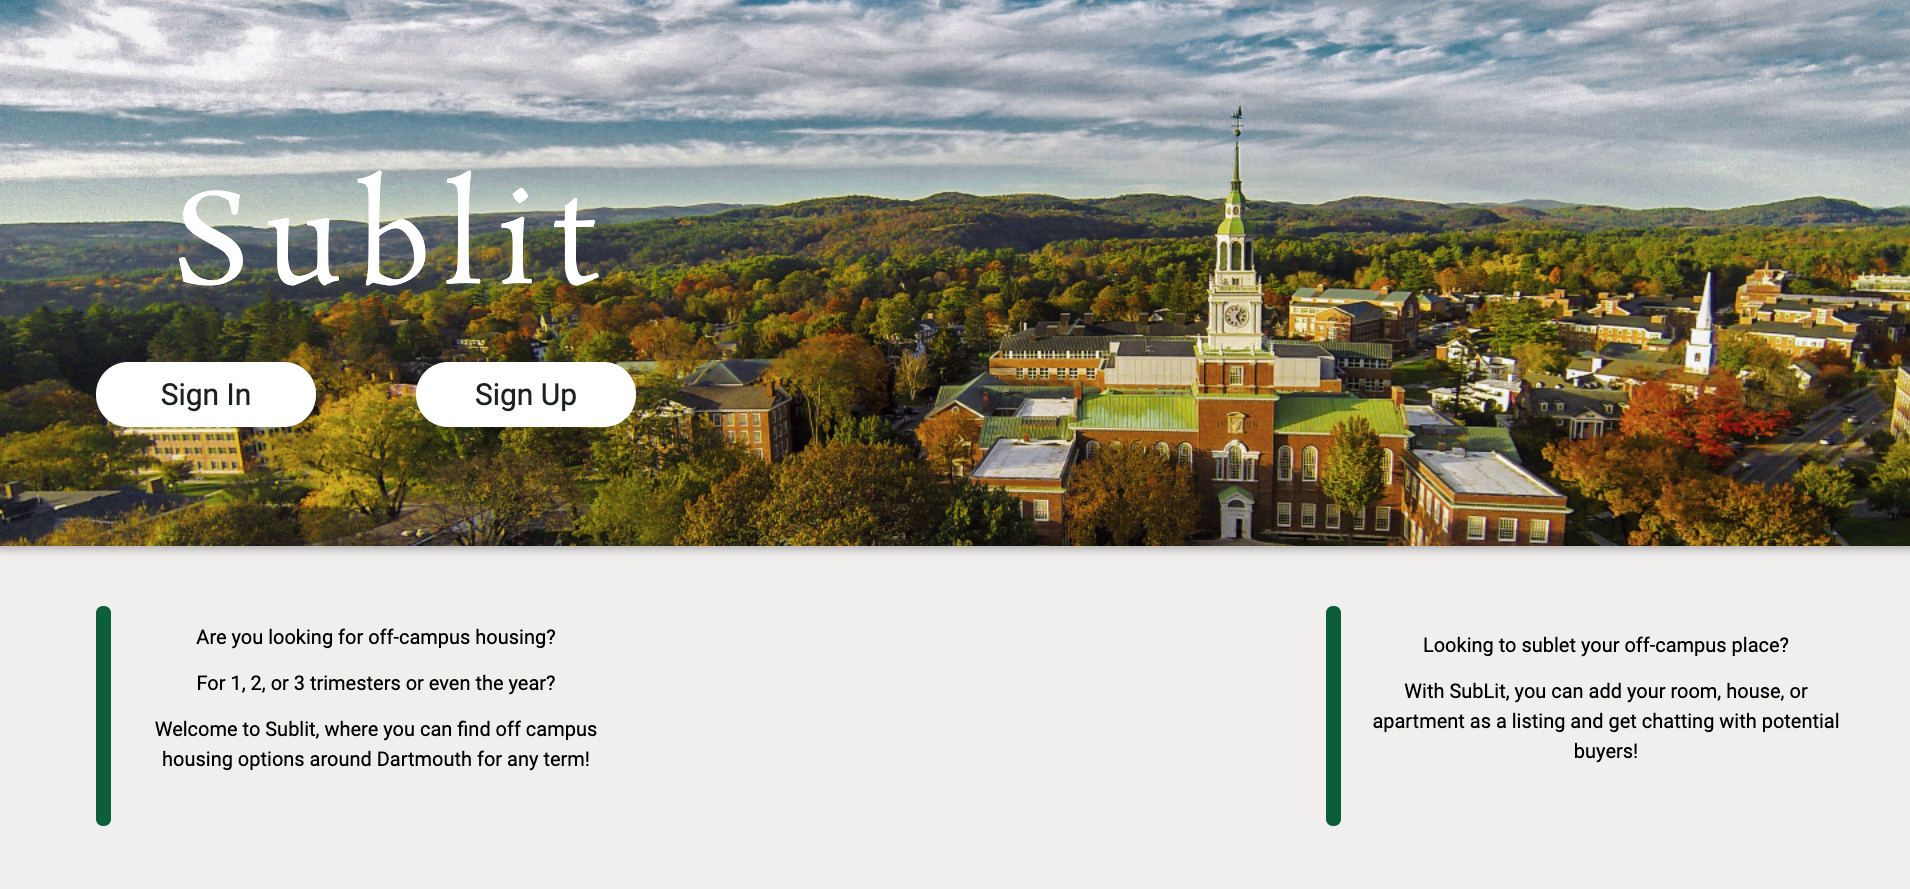 Sublit
Sign In
Sign Up
Are you looking for off-campus housing?
For 1, 2, or 3 trimesters or even the year?
Welcome to Sublit, where you can find off campus
housing options around Dartmouth for any term!
Looking to sublet your off-campus place?
With SubLit, you can add your room, house, or
apartment as a listing and get chatting with potential
buyers!